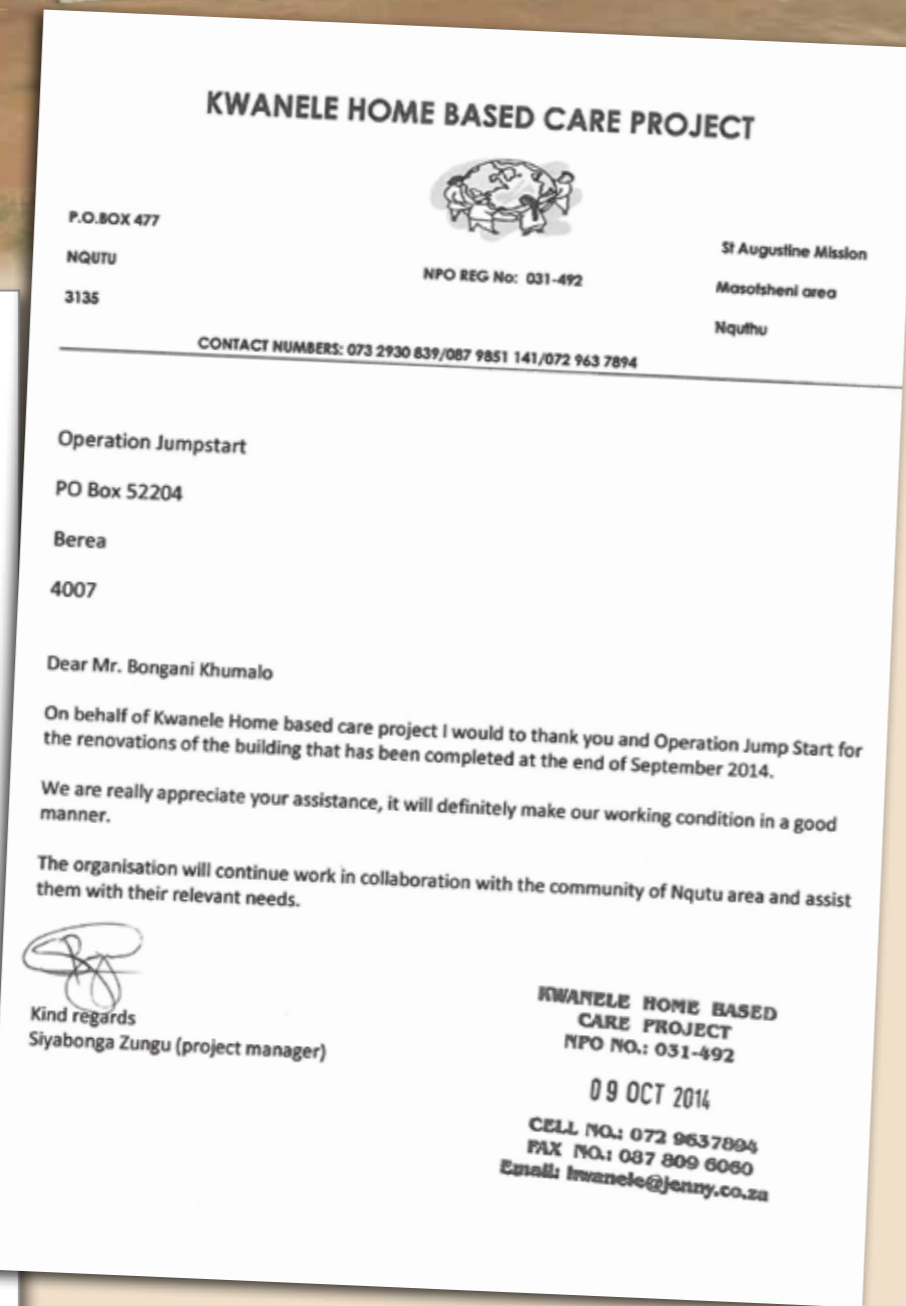 KWANELE HOME BASED CARE PROJECT
P.O.BOX 477
NQUTU
3135
NPO REG No: 031-492
St Augustine Mission
Masotsheni area
Nquthu
CONTACT NUMBERS: 073 2930 839/087 9851 141/072 963 7894
Operation Jumpstart
PO Box 52204
Berea
4007
Dear Mr. Bongani Khumalo
On behalf of Kwanele Home based care project I would to thank you and Operation Jump Start for
the renovations of the building that has been completed at the end of September 2014.
We are really appreciate your assistance, it will definitely make our working condition in a good
manner.
The organisation will continue work in collaboration with the community of Nqutu area and assist
them with their relevant needs.
Kind regards
Siyabonga Zungu (project manager)
KWANELE HOME BASED
CARE PROJECT
NPO NO.: 031-492
09 OCT 2014
CELL NO.: 072 9637894
FAX NO.: 087 809 6060
Email: kwanele@jenny.co.za